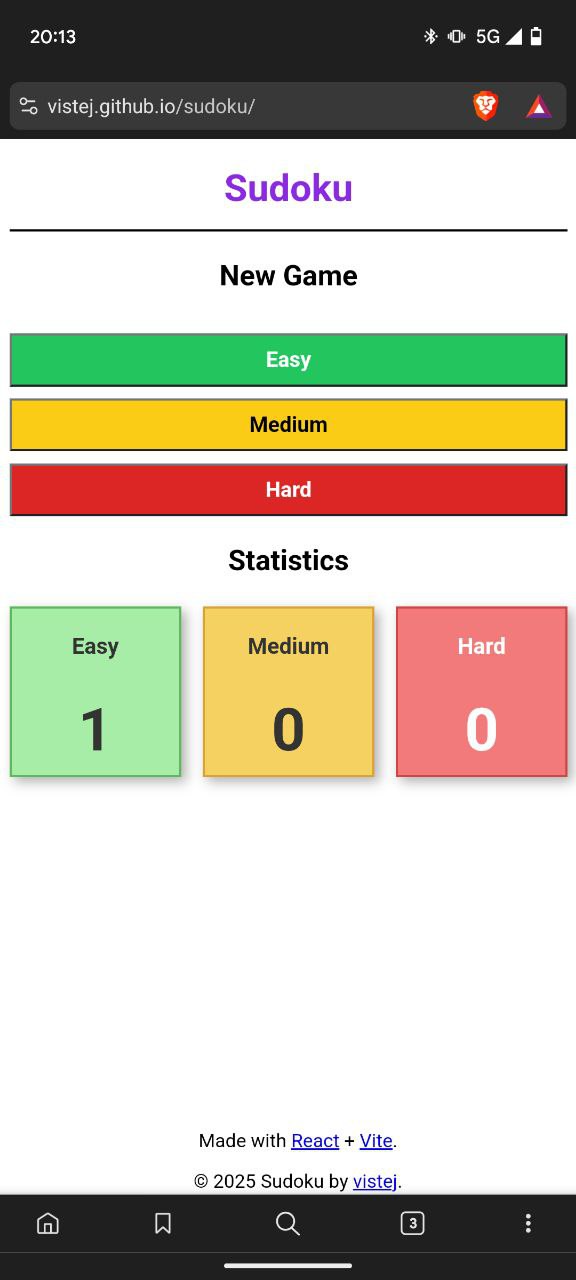 20:13 5G
vistej.github.io/sudoku/
Sudoku
New Game
Easy
Medium
Hard
Statistics
Easy Medium Hard
1 0 0
Made with React + Vite.
© 2025 Sudoku by vistej.
3